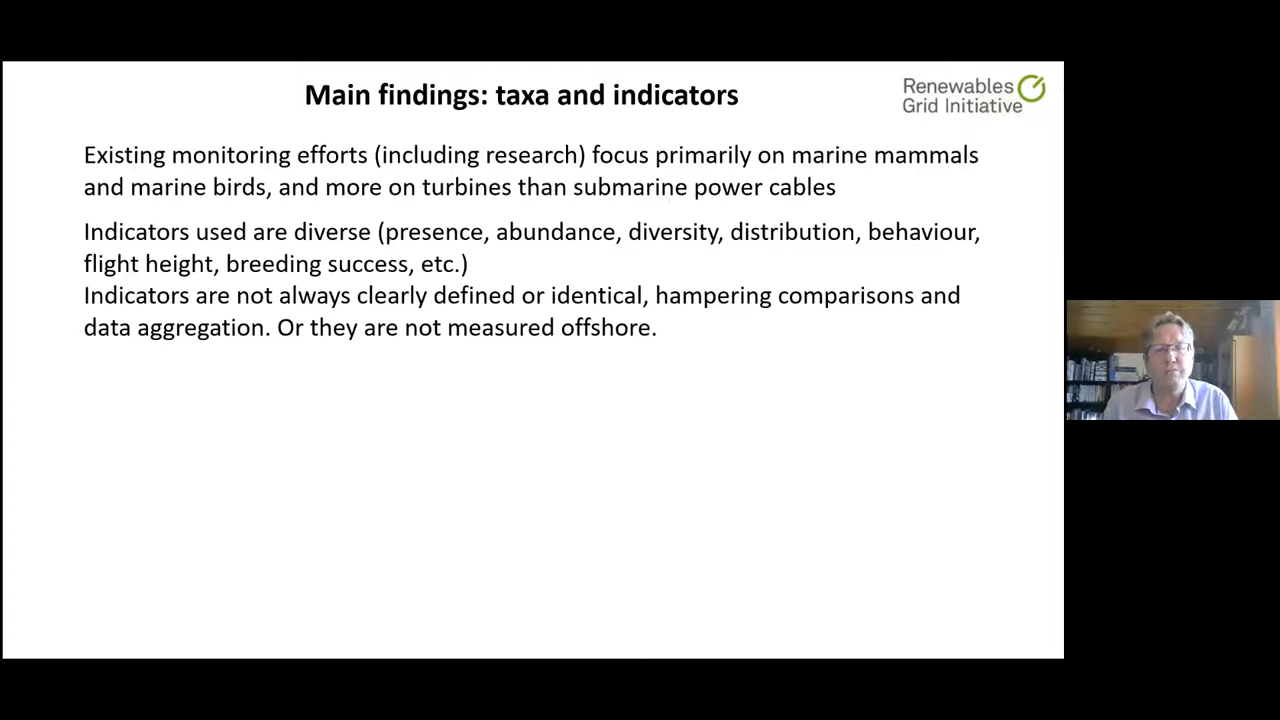 Main findings: taxa and indicators
Renewables
Grid Initiative
Existing monitoring efforts (including research) focus primarily on marine mammals
and marine birds, and more on turbines than submarine power cables
Indicators used are diverse (presence, abundance, diversity, distribution, behaviour,
flight height, breeding success, etc.)
Indicators are not always clearly defined or identical, hampering comparisons and
data aggregation. Or they are not measured offshore.